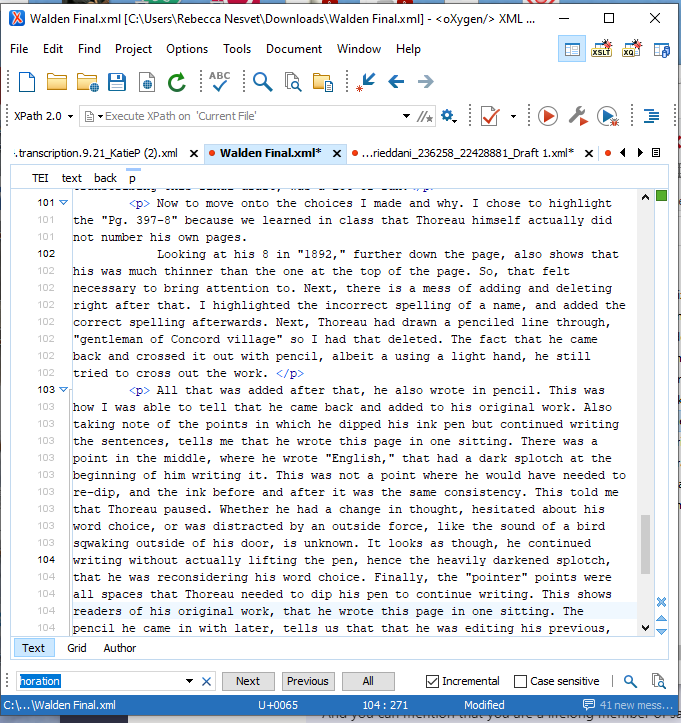 Walden Final.xml [C:\Users\Rebecca Nesvet\Downloads\Walden Final.xml] - <oXygen/> XML ...
File Edit Find Project Options Tools Document Window Help
XSLT XQ
ABC
XPath 2.0 Execute XPath on 'Current File'
..transcription.9.21_KatieP (2).xml Walden Final.xml* ...rieddani_236258_22428881_Draft 1.xml*
TEI text back p
101 <p> Now to move onto the choices I made and why. I chose to highlight
101 the "Pg. 397-8" because we learned in class that Thoreau himself actually did
101 not number his own pages.
102 Looking at his 8 in "1892," further down the page, also shows that
102 his was much thinner than the one at the top of the page. So, that felt
102 necessary to bring attention to. Next, there is a mess of adding and deleting
102 right after that. I highlighted the incorrect spelling of a name, and added the
102 correct spelling afterwards. Next, Thoreau had drawn a penciled line through,
102 "gentleman of Concord village" so I had that deleted. The fact that he came
102 back and crossed it out with pencil, albeit a using a light hand, he still
102 tried to cross out the work. </p>
103 <p> All that was added after that, he also wrote in pencil. This was
103 how I was able to tell that he came back and added to his original work. Also
103 taking note of the points in which he dipped his ink pen but continued writing
103 the sentences, tells me that he wrote this page in one sitting. There was a
103 point in the middle, where he wrote "English," that had a dark splotch at the
103 beginning of him writing it. This was not a point where he would have needed to
103 re-dip, and the ink before and after it was the same consistency. This told me
103 that Thoreau paused. Whether he had a change in thought, hesitated about his
103 word choice, or was distracted by an outside force, like the sound of a bird
103 sqwaking outside of his door, is unknown. It looks as though, he continued
104 writing without actually lifting the pen, hence the heavily darkened splotch,
104 that he was reconsidering his word choice. Finally, the "pointer" points were
104 all spaces that Thoreau needed to dip his pen to continue writing. This shows
104 readers of his original work, that he wrote this page in one sitting. The
104 pencil he came in with later, tells us that that he was editing his previous,
Text Grid Author
noration Next Previous All Incremental Case sensitive
C:\...\Walden Final.xml U+0065 104 : 271 Modified 41 new mess...